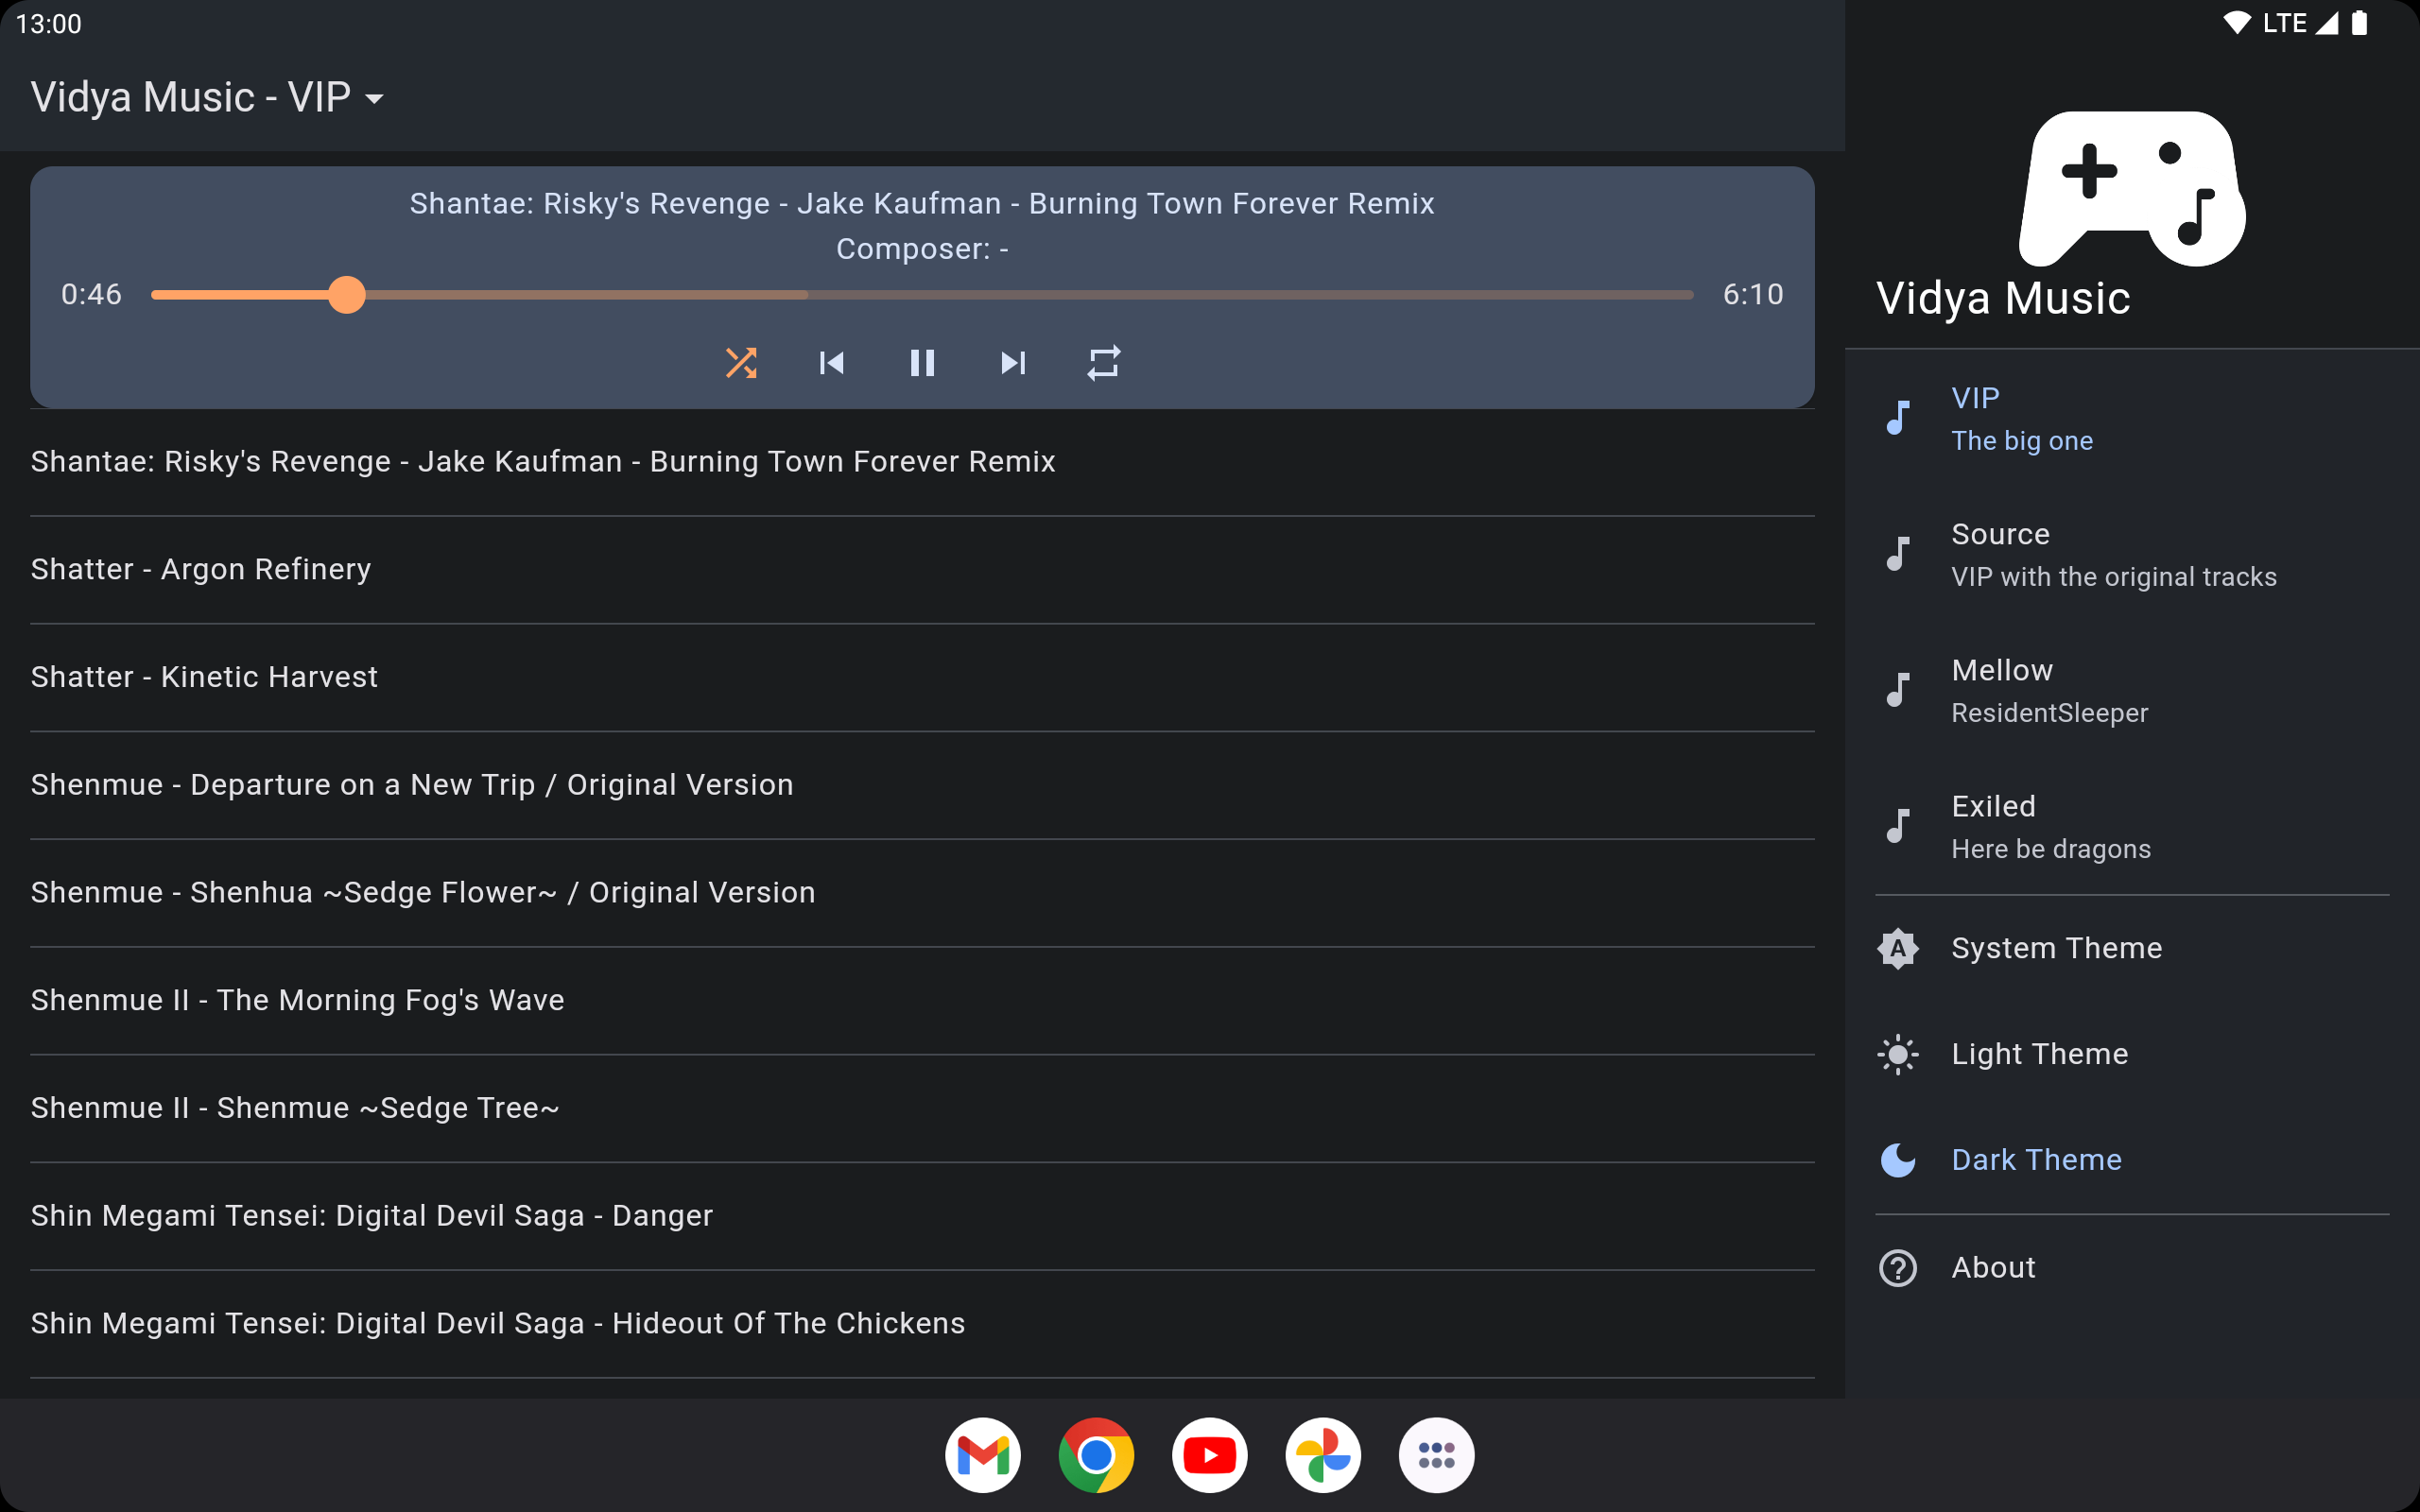 13:00
LTE
Vidya Music - VIP
Shantae: Risky's Revenge - Jake Kaufman - Burning Town Forever Remix
Composer: -
0:46
6:10
Shantae: Risky's Revenge - Jake Kaufman - Burning Town Forever Remix
Shatter - Argon Refinery
Shatter - Kinetic Harvest
Shenmue - Departure on a New Trip / Original Version
Shenmue - Shenhua ~Sedge Flower~ / Original Version
Shenmue II - The Morning Fog's Wave
Shenmue II - Shenmue ~Sedge Tree~
Shin Megami Tensei: Digital Devil Saga - Danger
Shin Megami Tensei: Digital Devil Saga - Hideout Of The Chickens
Vidya Music
VIP
The big one
Source
VIP with the original tracks
Mellow
ResidentSleeper
Exiled
Here be dragons
A
System Theme
Light Theme
Dark Theme
?
About